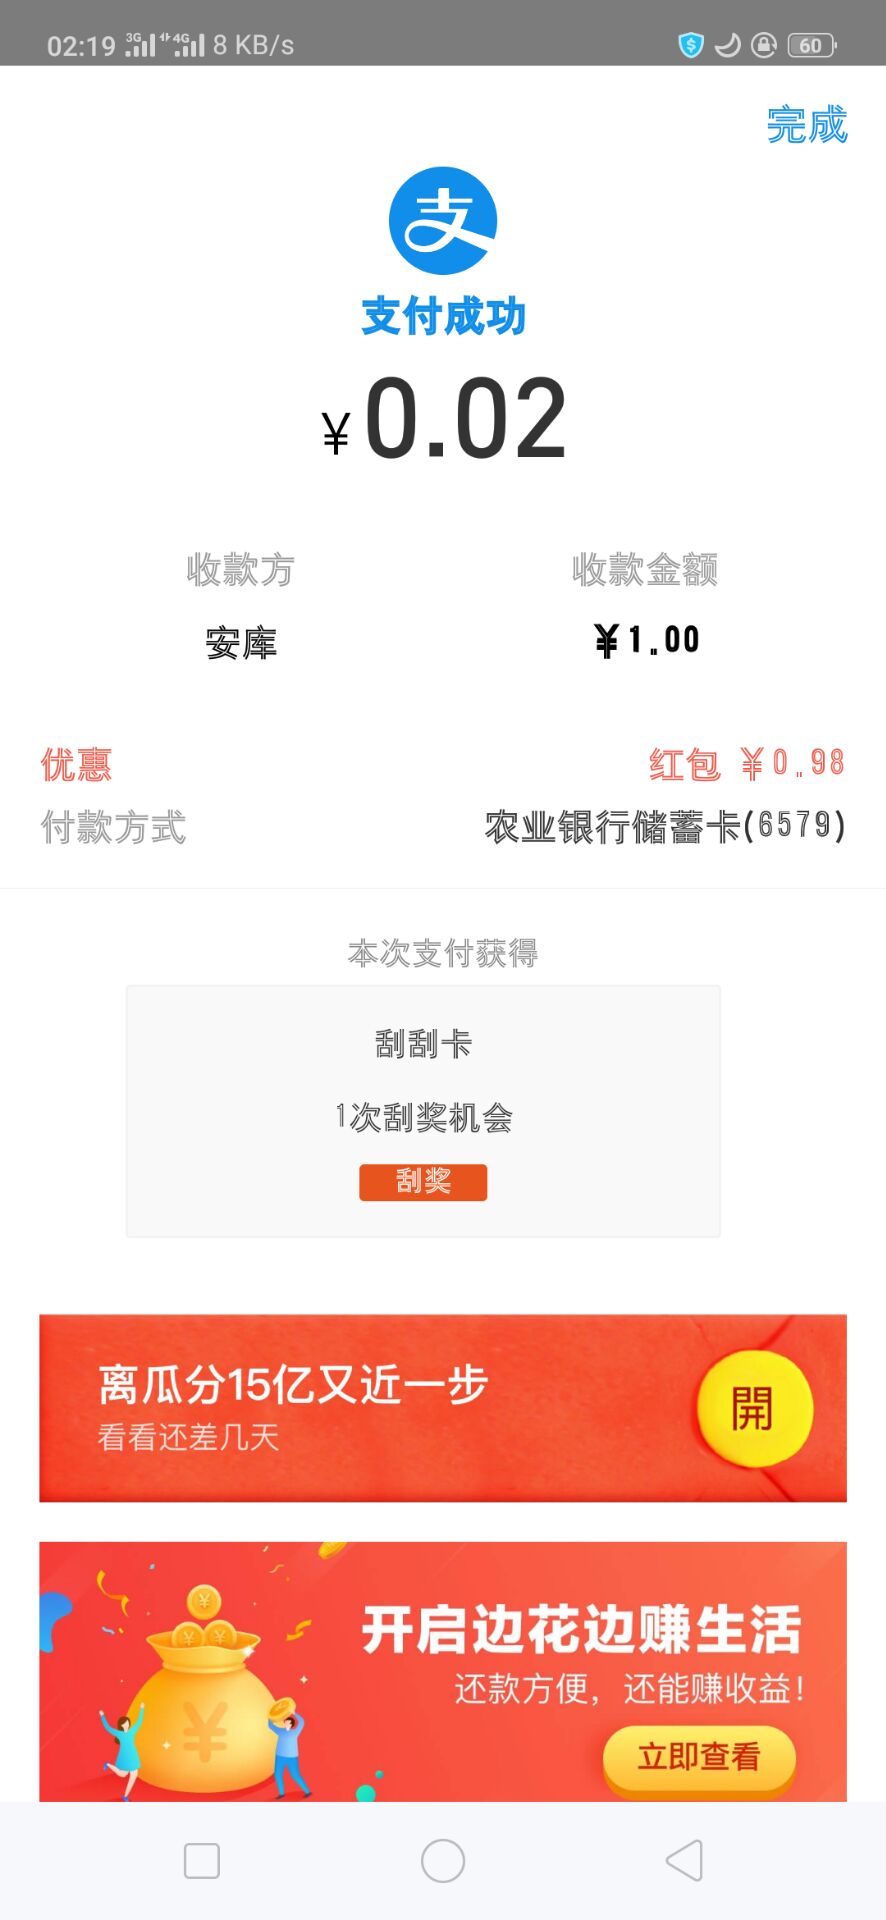 02:19 3G 4G 8 KB/s 60
完成
支
支付成功
¥0.02
收款方 收款金额
安库 ¥1.00
优惠 红包 ¥0.98
付款方式 农业银行储蓄卡(6579)
本次支付获得
刮刮卡
1次刮奖机会
刮奖
离瓜分15亿又近一步
看看还差几天
開
开启边花边赚生活
还款方便，还能赚收益!
立即查看